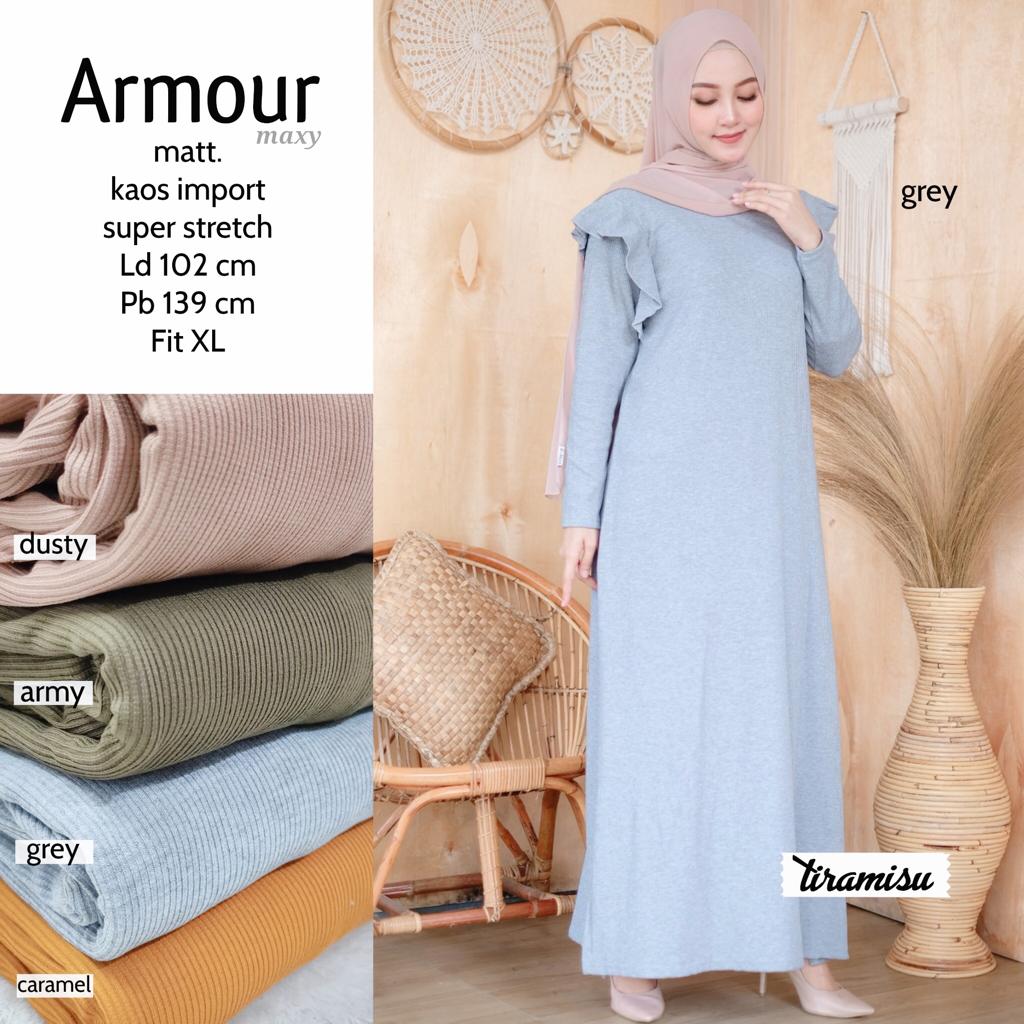 Armour
maxy
matt.
kaos import
super stretch
Ld 102 cm
Pb 139 cm
Fit XL
grey
dusty
army
grey
caramel
tiramisu